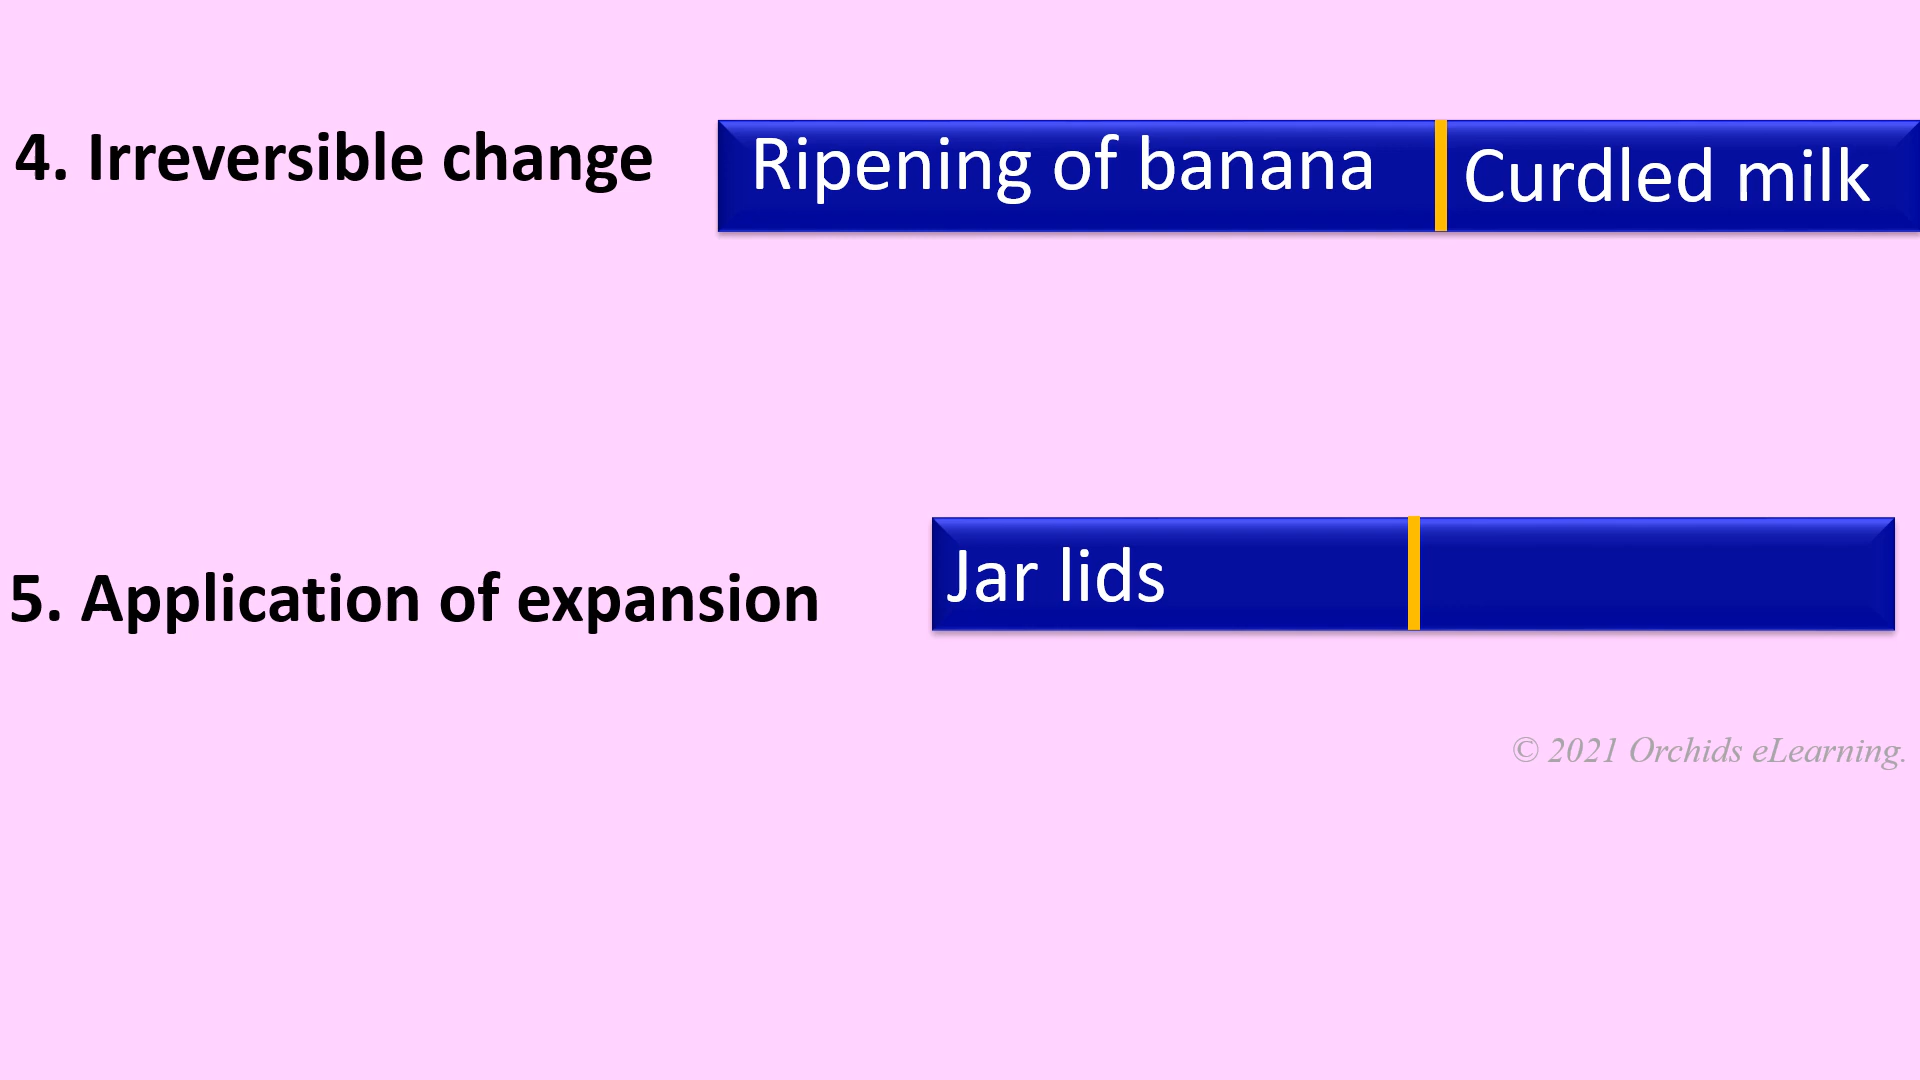 4. Irreversible change
Ripening of banana
Curdled milk
5. Application of expansion
Jar lids
© 2021 Orchids eLearning.